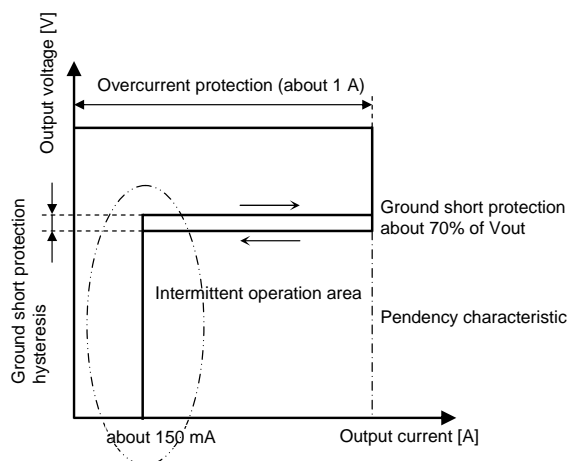 Output voltage [V]
Overcurrent protection (about 1 A)
Ground short protection
about 70% of Vout
Ground short protection
hysteresis
Intermittent operation area
Pendency characteristic
about 150 mA
Output current [A]